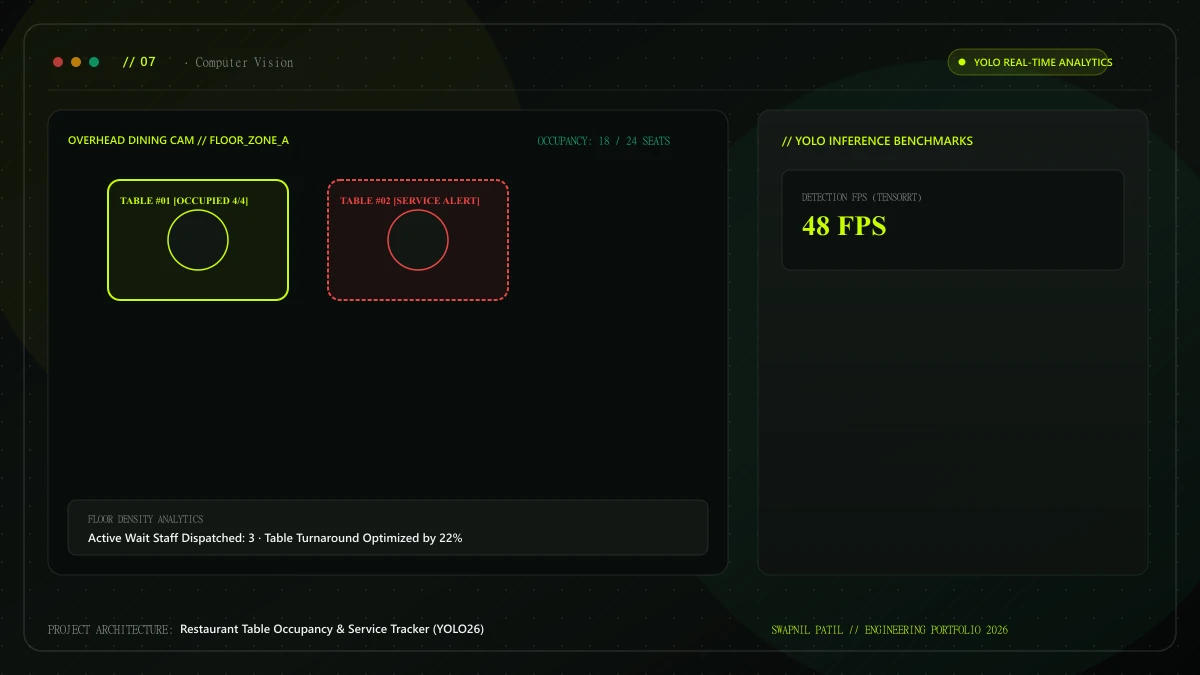 // 07 · Computer Vision
YOLO REAL-TIME ANALYTICS
OVERHEAD DINING CAM // FLOOR_ZONE_A
OCCUPANCY: 18 / 24 SEATS
TABLE #01 [OCCUPIED 4/4]
TABLE #02 [SERVICE ALERT]
FLOOR DENSITY ANALYTICS
Active Wait Staff Dispatched: 3 · Table Turnaround Optimized by 22%
// YOLO INFERENCE BENCHMARKS
DETECTION FPS (TENSORRT)
48 FPS
PROJECT ARCHITECTURE: Restaurant Table Occupancy & Service Tracker (YOLO26)
SWAPNIL PATIL // ENGINEERING PORTFOLIO 2026